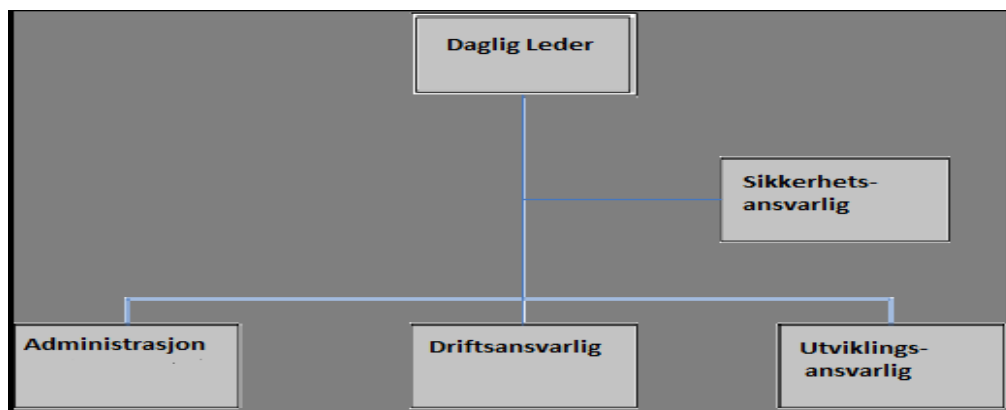 Daglig Leder
Sikkerhets-
ansvarlig
Administrasjon
Driftsansvarlig
Utviklings-
ansvarlig